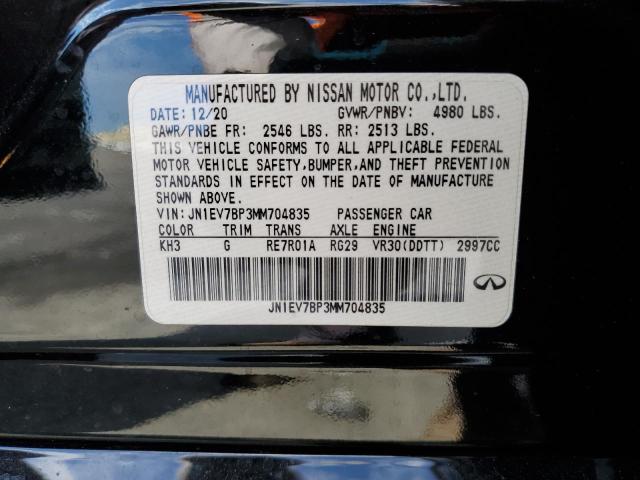 MANUFACTURED BY NISSAN MOTOR CO.,LTD.
DATE: 12/20 GVWR/PNBV: 4980 LBS.
GAWR/PNBE FR: 2546 LBS. RR: 2513 LBS.
THIS VEHICLE CONFORMS TO ALL APPLICABLE FEDERAL
MOTOR VEHICLE SAFETY,BUMPER,AND THEFT PREVENTION
STANDARDS IN EFFECT ON THE DATE OF MANUFACTURE
SHOWN ABOVE.
VIN: JN1EV7BP3MM704835 PASSENGER CAR
COLOR TRIM TRANS AXLE ENGINE
KH3 G RE7R01A RG29 VR30(DDTT) 2997CC
JN1EV7BP3MM704835